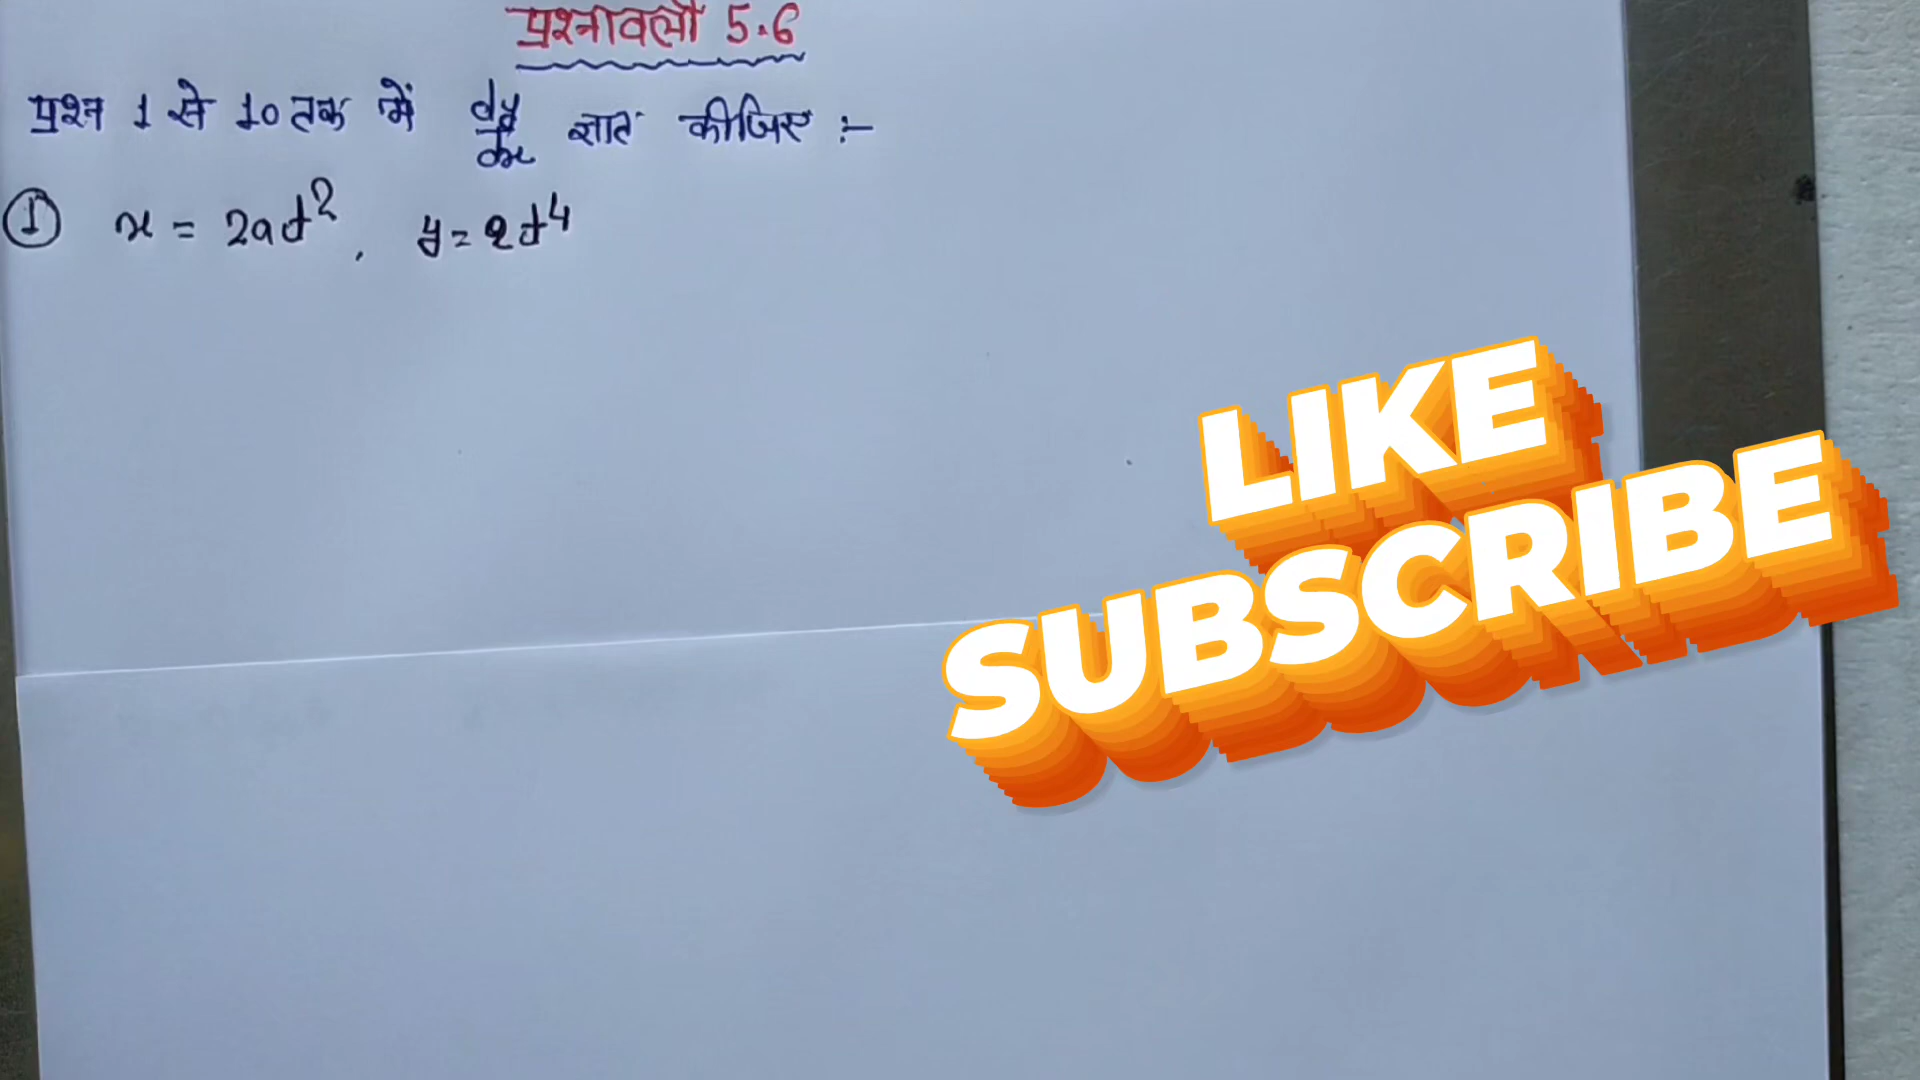 प्रश्नावली 5.6
प्रश्न 1 से 10 तक में dy/dx ज्ञात कीजिए :-
① x = 2at², y = at⁴
LIKE
SUBSCRIBE